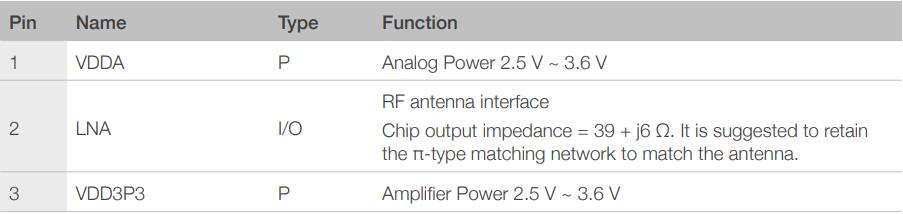 Pin Name Type Function
1 VDDA P Analog Power 2.5 V ~ 3.6 V
RF antenna interface
2 LNA I/O Chip output impedance = 39 + j6 Ω. It is suggested to retain
the π-type matching network to match the antenna.
3 VDD3P3 P Amplifier Power 2.5 V ~ 3.6 V